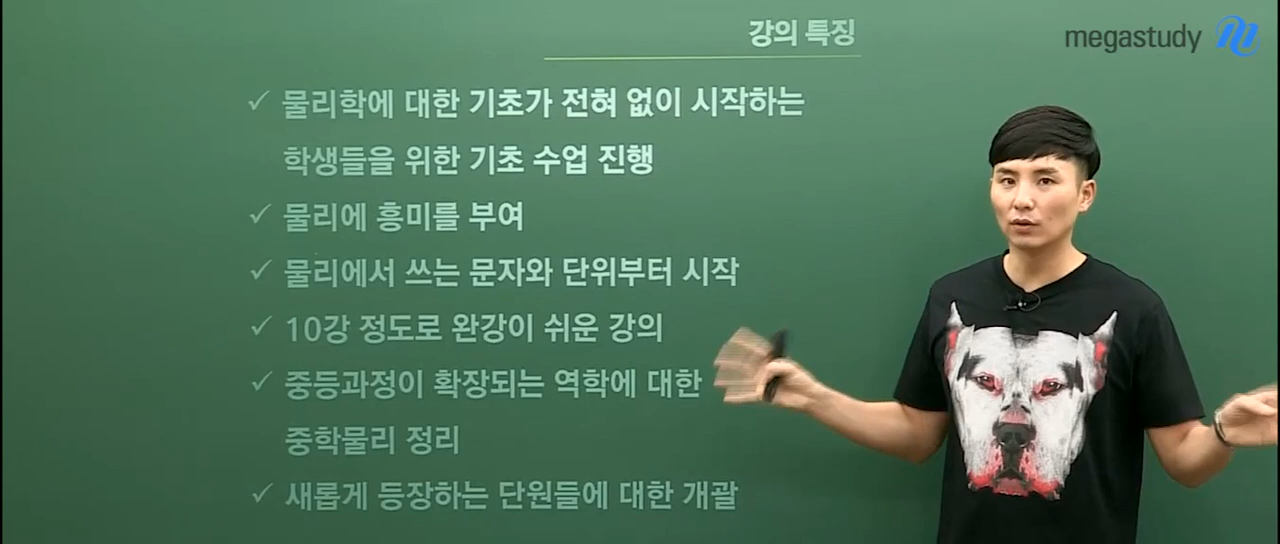 강의 특징
megastudy
✓ 물리학에 대한 기초가 전혀 없이 시작하는
학생들을 위한 기초 수업 진행
✓ 물리에 흥미를 부여
✓ 물리에서 쓰는 문자와 단위부터 시작
✓ 10강 정도로 완강이 쉬운 강의
✓ 중등과정이 확장되는 역학에 대한
중학물리 정리
✓ 새롭게 등장하는 단원들에 대한 개괄